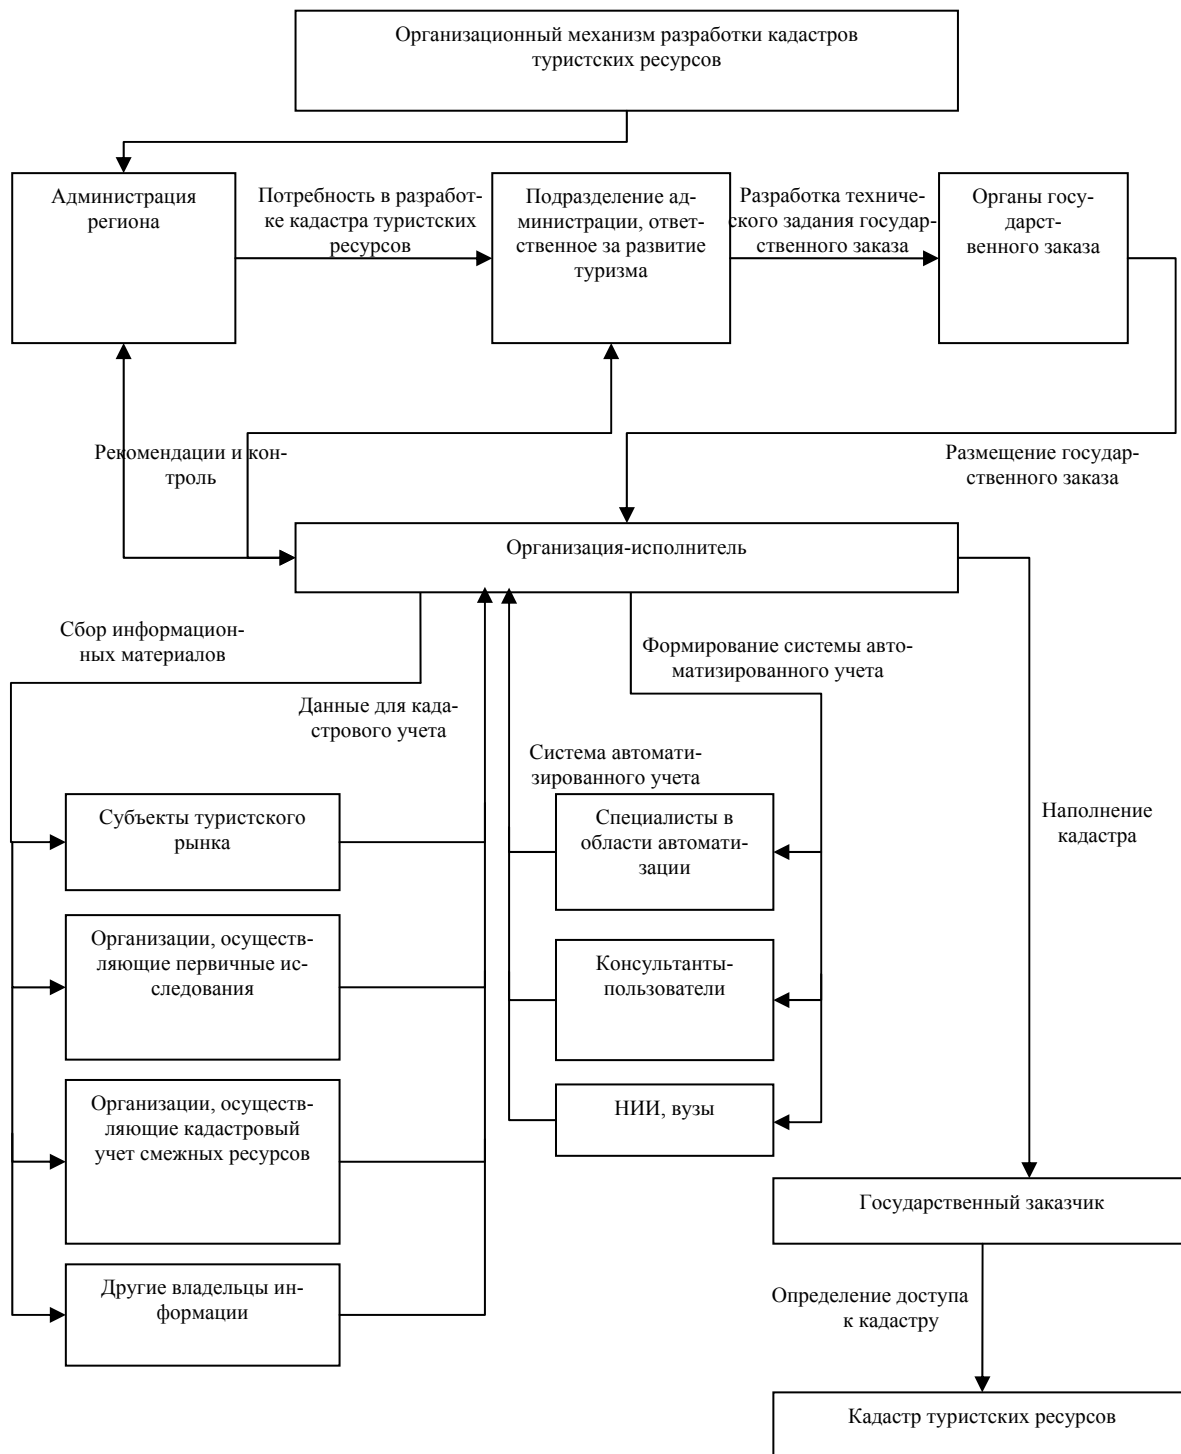 Организационный механизм разработки кадастров
туристских ресурсов
Администрация
региона
Потребность в разработ-
ке кадастра туристских
ресурсов
Подразделение ад-
министрации, ответ-
ственное за развитие
туризма
Разработка техниче-
ского задания государ-
ственного заказа
Органы госу-
дарст-
венного заказа
Рекомендации и кон-
троль
Размещение государ-
ственного заказа
Организация-исполнитель
Сбор информацион-
ных материалов
Формирование системы авто-
матизированного учета
Данные для када-
стрового учета
Система автомати-
зированного учета
Наполнение
кадастра
Субъекты туристского
рынка
Специалисты в
области автомати-
зации
Организации, осуществ-
ляющие первичные ис-
следования
Консультанты-
пользователи
Организации, осуществ-
ляющие кадастровый
учет смежных ресурсов
НИИ, вузы
Государственный заказчик
Другие владельцы ин-
формации
Определение доступа
к кадастру
Кадастр туристских ресурсов